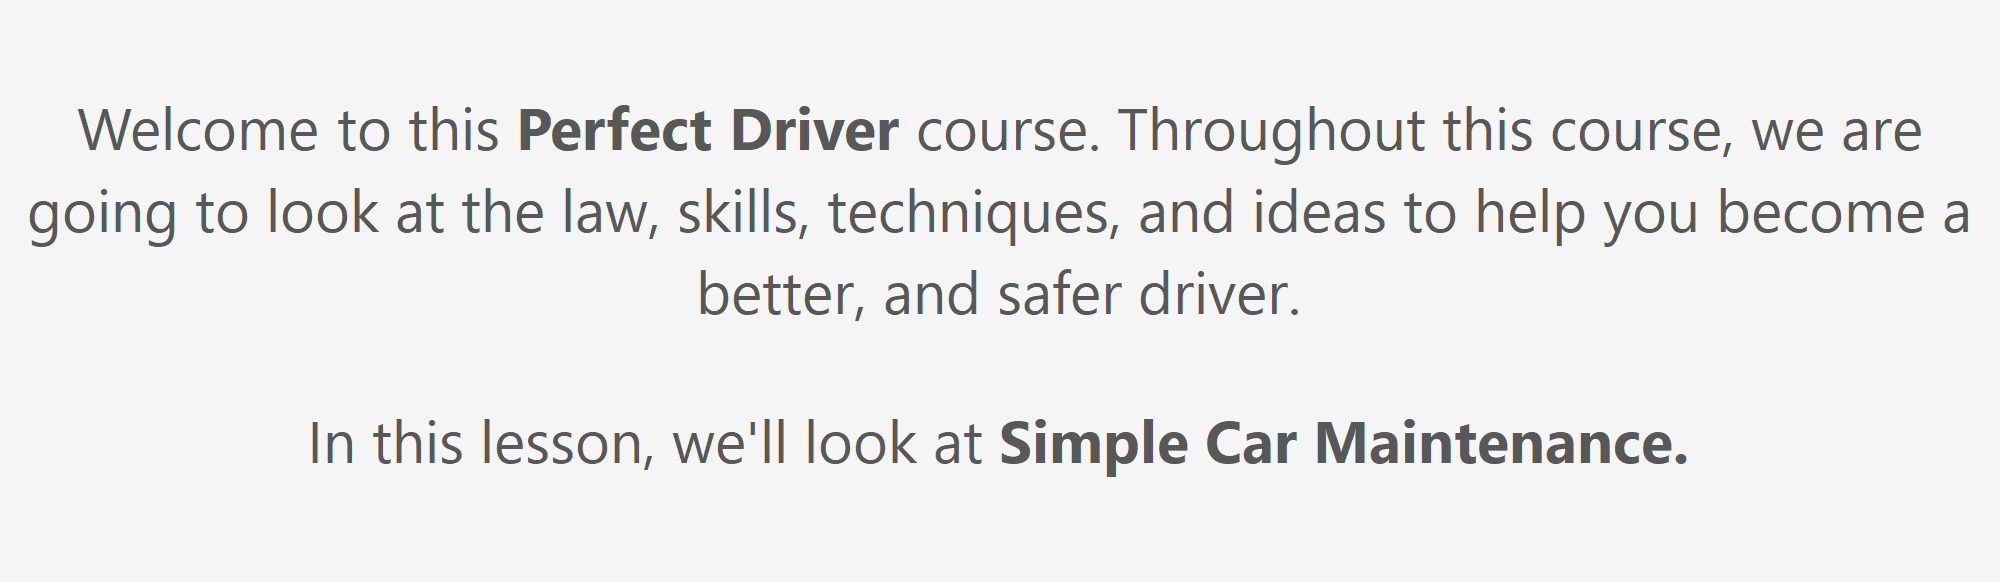 Welcome to this Perfect Driver course. Throughout this course, we are
going to look at the law, skills, techniques, and ideas to help you become a
better, and safer driver.
In this lesson, we'll look at Simple Car Maintenance.